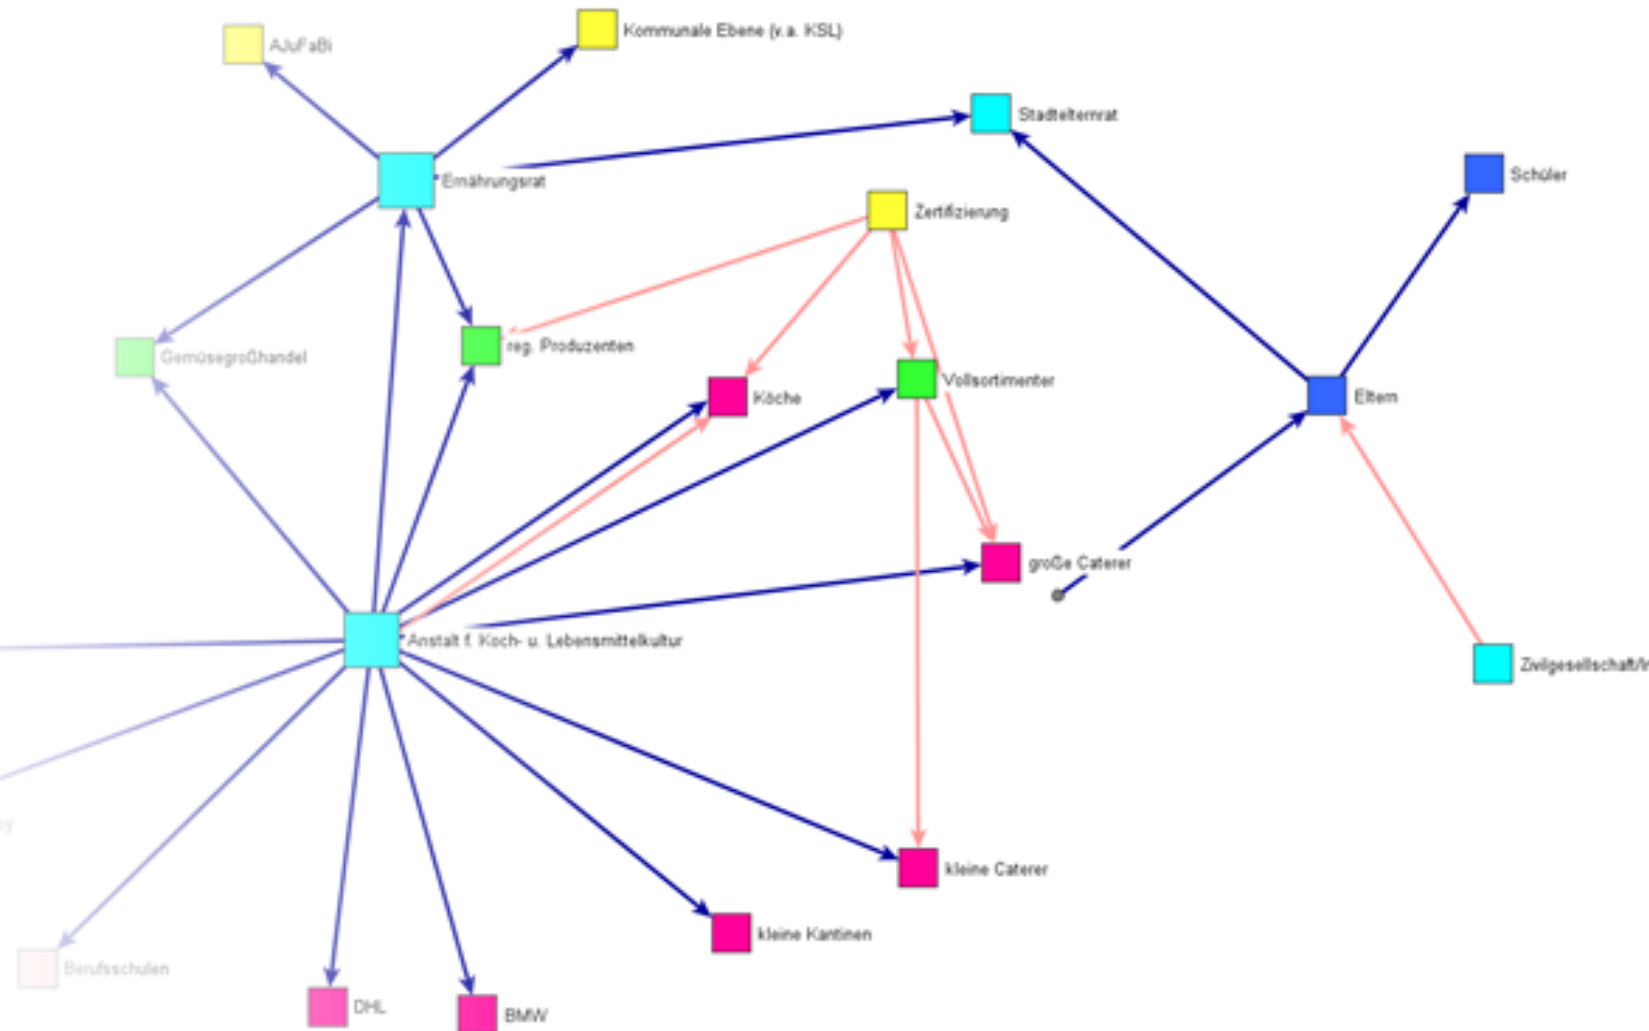 Kommunale Ebene (v.a. KSL)
AJuFaBi
Stadtelternrat
Schüler
Ernährungsrat
Zertifizierung
reg. Produzenten
Gemüsegroßhandel
Vollsortimenter
Köche
Eltern
große Caterer
Anstalt f. Koch- u. Lebensmittelkultur
Zivilgesellschaft/
kleine Caterer
kleine Kantinen
Berufsschulen
DHL
BMW